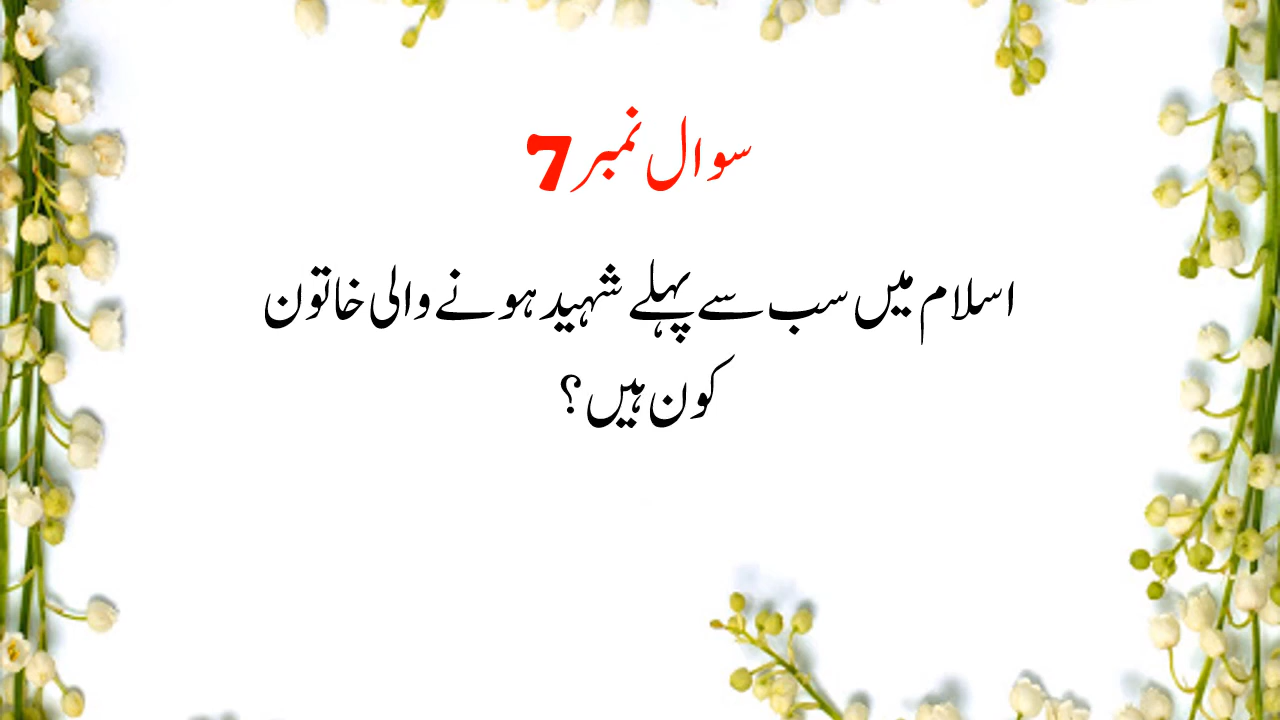 سوال نمبر 7
اسلام میں سب سے پہلے شہید ہونے والی خاتون
کون ہیں؟